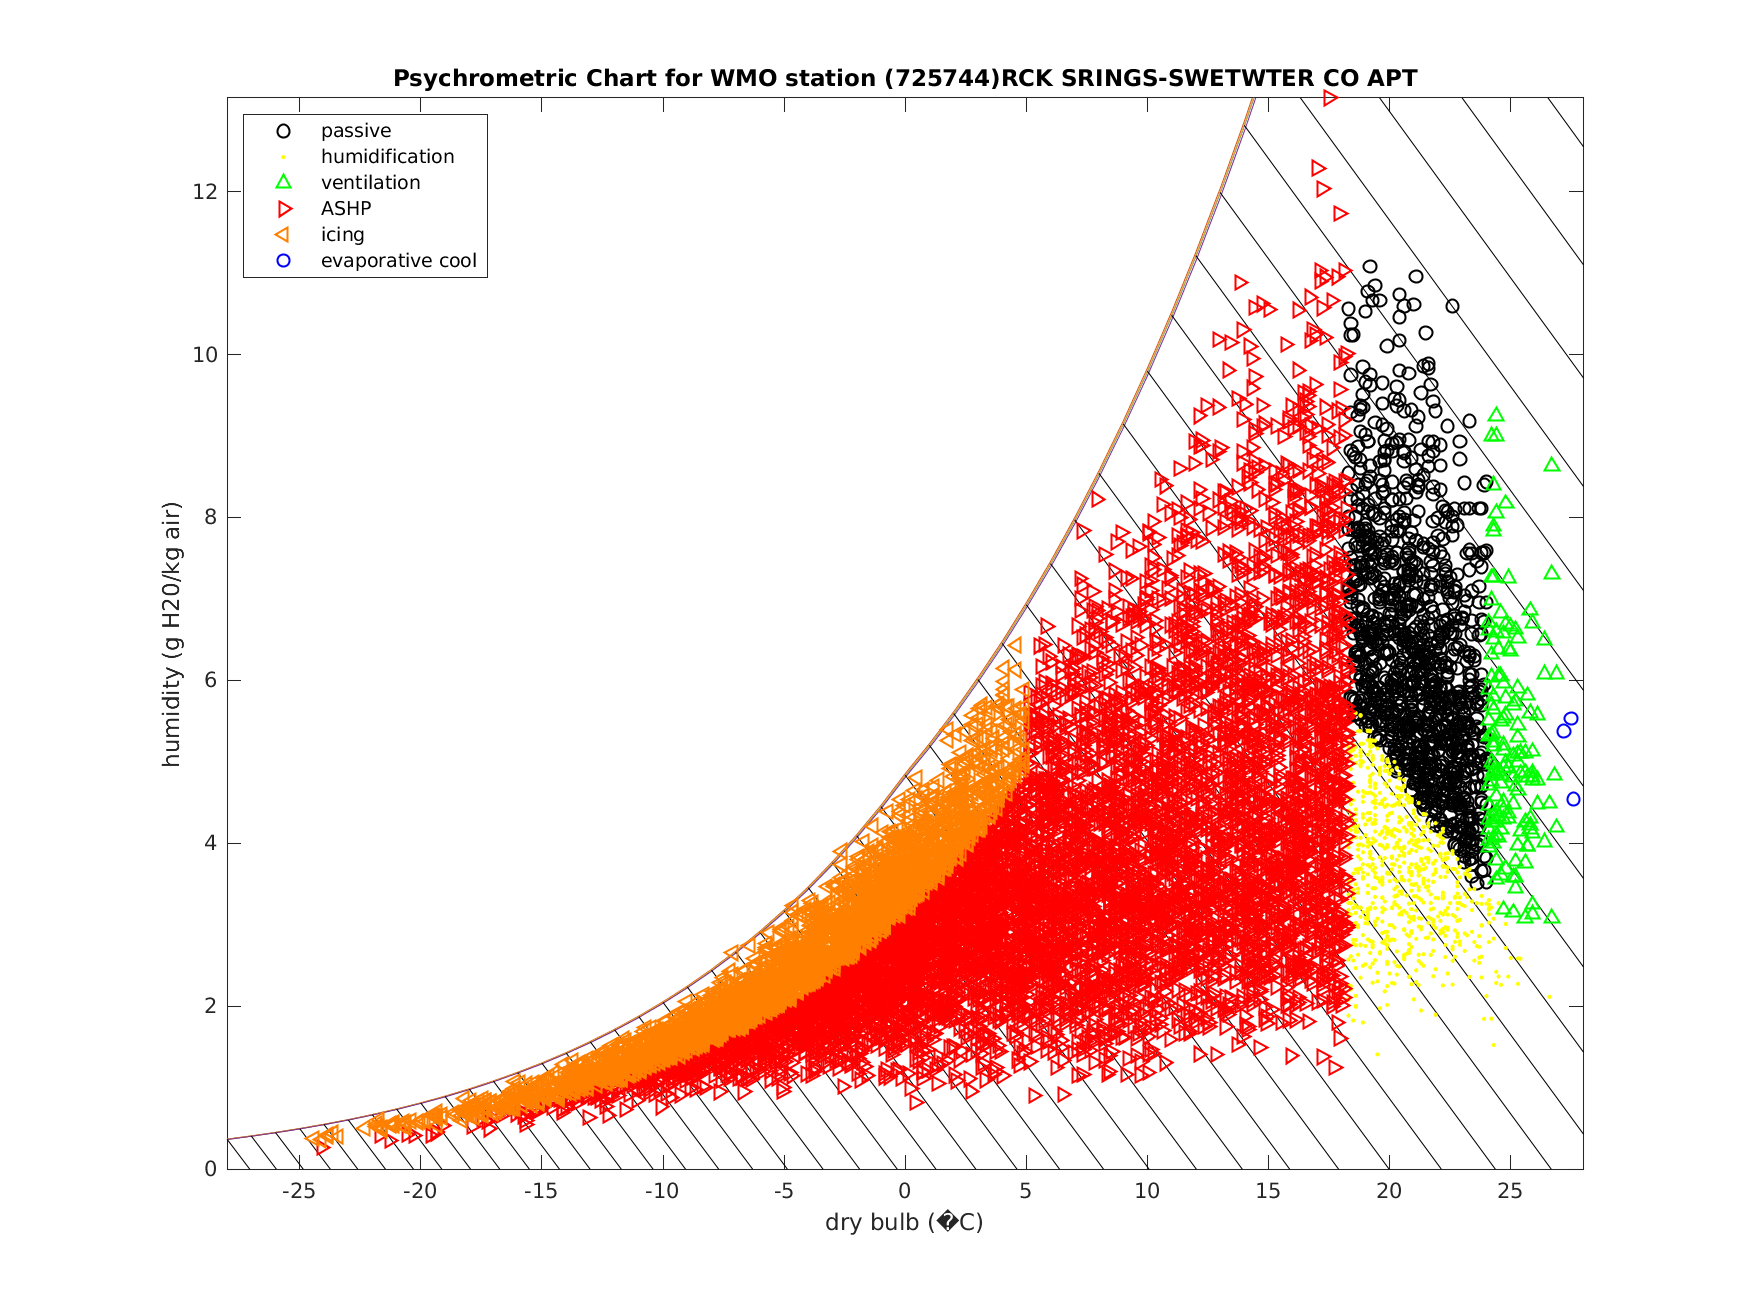 Psychrometric Chart for WMO station (725744)RCK SRINGS-SWETWTER CO APT
passive
humidification
ventilation
ASHP
icing
evaporative cool
humidity (g H20/kg air)
12
10
8
6
4
2
0
-25 -20 -15 -10 -5 0 5 10 15 20 25
dry bulb (�C)